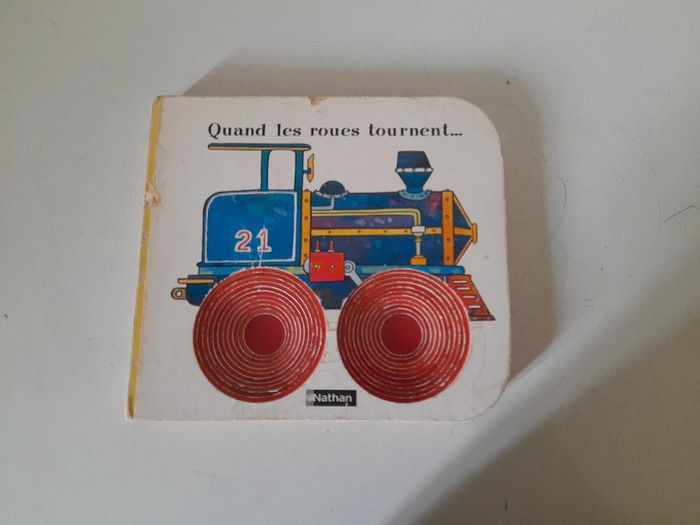 Quand les roues tournent...
21
Nathan